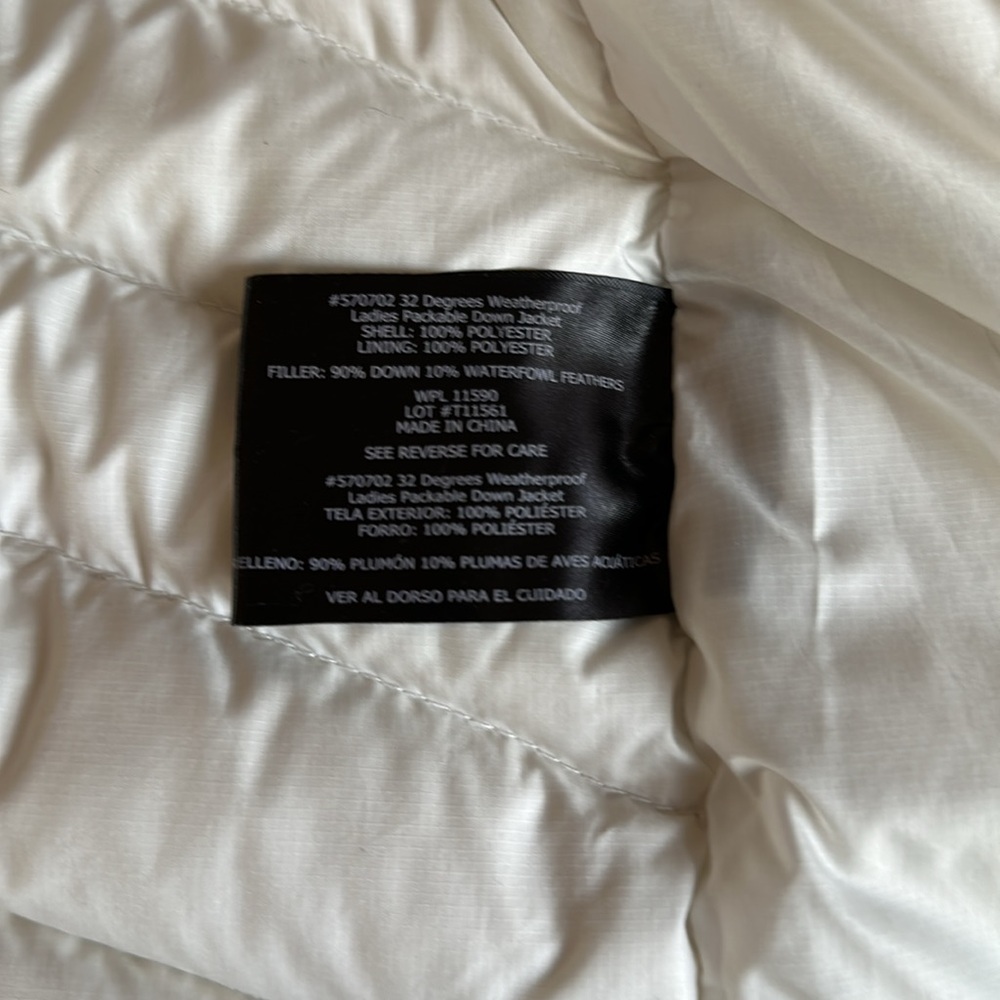 #570702 32 Degrees Weatherproof
Ladies Packable Down Jacket
SHELL: 100% POLYESTER
LINING: 100% POLYESTER
FILLER: 90% DOWN 10% WATERFOWL FEATHERS
WPL 11590
LOT #T11561
MADE IN CHINA
SEE REVERSE FOR CARE
#570702 32 Degrees Weatherproof
Ladies Packable Down Jacket
TELA EXTERIOR: 100% POLIÉSTER
FORRO: 100% POLIÉSTER
ELLENO: 90% PLUMÓN 10% PLUMAS DE AVES ACUÁTICAS
VER AL DORSO PARA EL CUIDADO